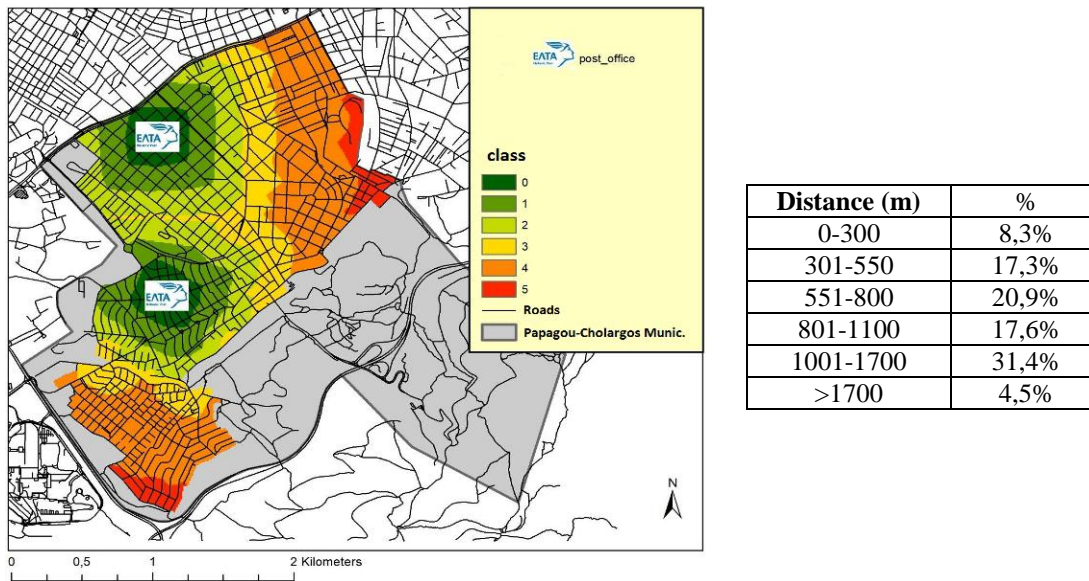 ΕΛΤΑ
post_office
ΕΛΤΑ
ΕΛΤΑ
class
0
1
2
3
4
5
Roads
Papagou-Cholargos Munic.
N
0 0,5 1 2 Kilometers
Distance (m) %
0-300 8,3%
301-550 17,3%
551-800 20,9%
801-1100 17,6%
1001-1700 31,4%
>1700 4,5%